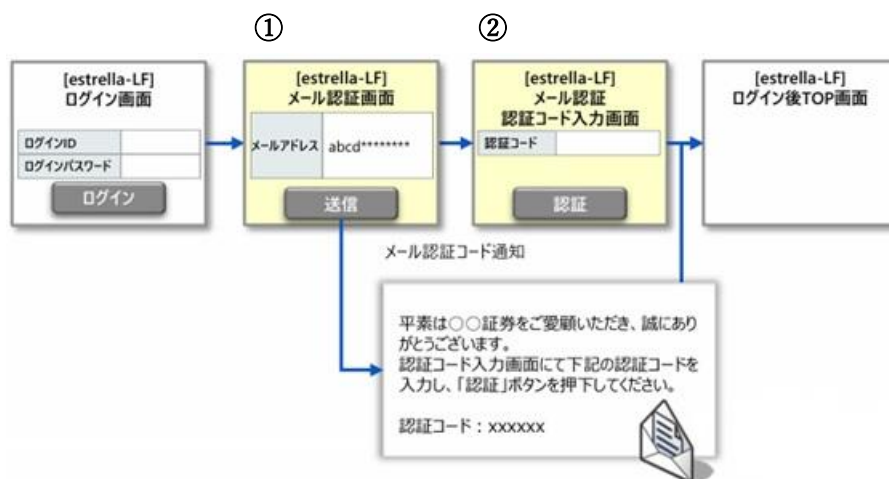 ①
②
[estrella-LF]
ログイン画面
ログインID
ログインパスワード
ログイン
[estrella-LF]
メール認証画面
メールアドレス abcd********
送信
[estrella-LF]
メール認証
認証コード入力画面
認証コード
認証
[estrella-LF]
ログイン後TOP画面
メール認証コード通知
平素は○○証券をご愛顧いただき、誠にあり
がとうございます。
認証コード入力画面にて下記の認証コードを
入力し、「認証」ボタンを押下してください。
認証コード：xxxxxx